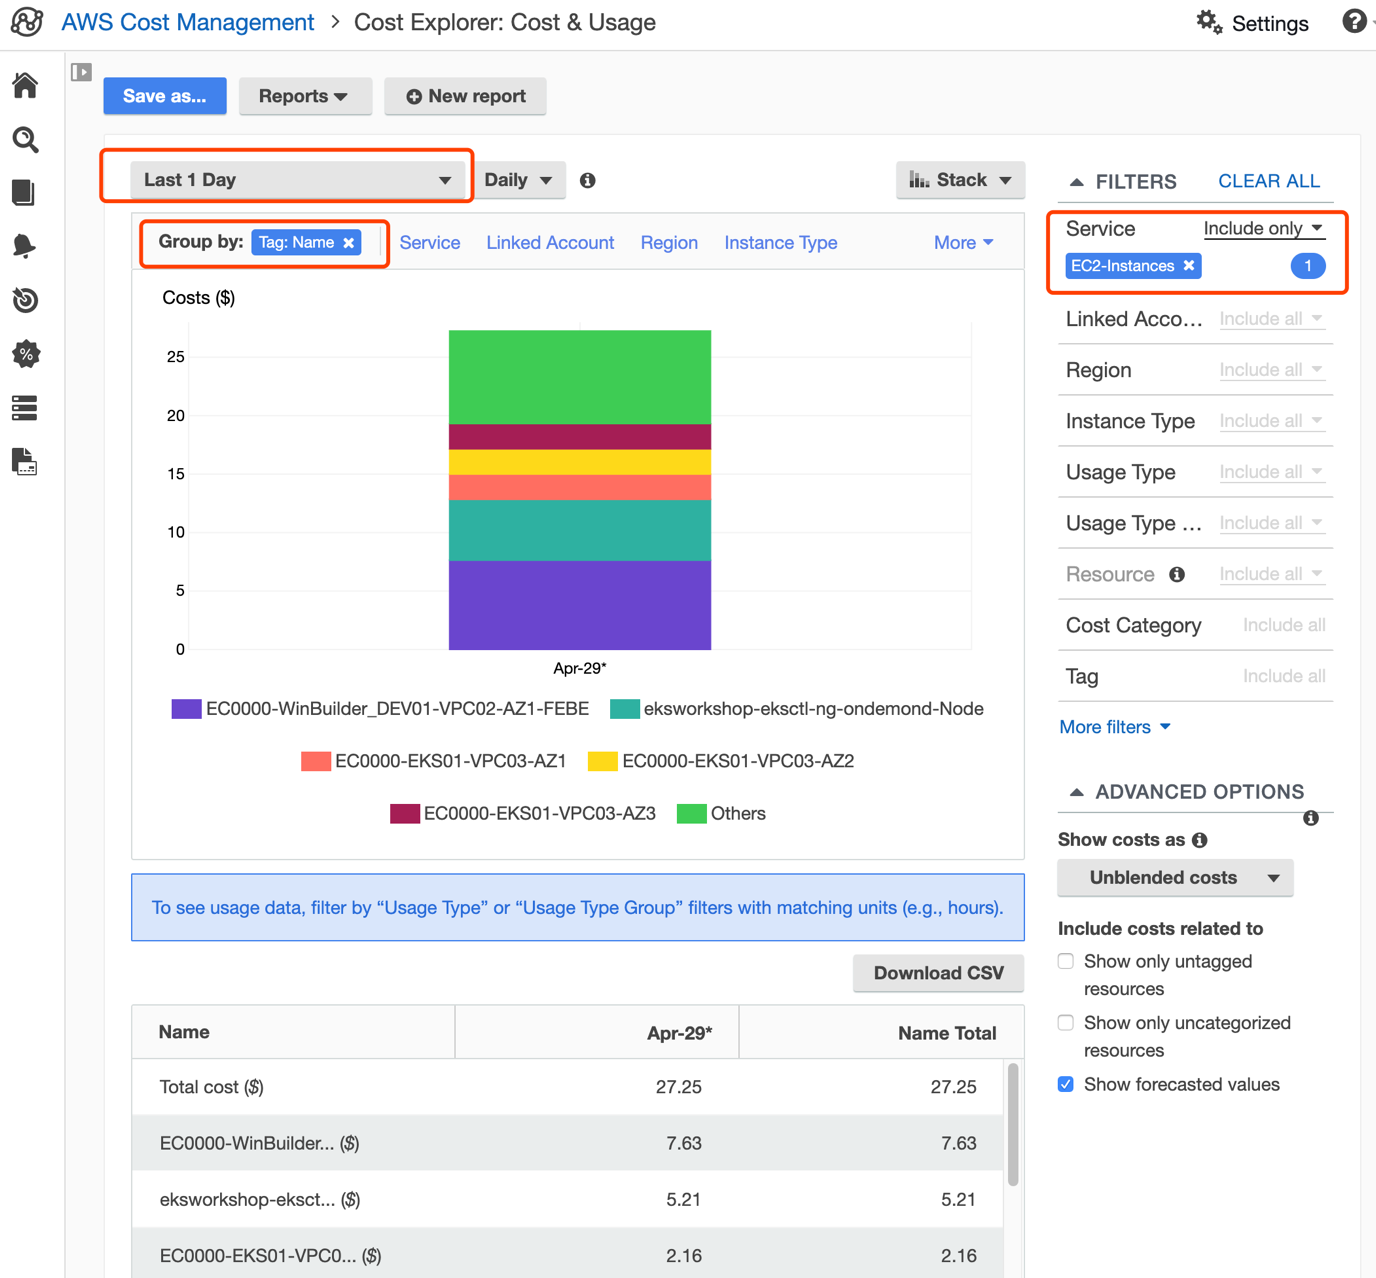 AWS Cost Management > Cost Explorer: Cost & Usage
Settings
Save as...
Reports
New report
Last 1 Day
Daily
Stack
Group by: Tag: Name
Service
Linked Account
Region
Instance Type
More
Costs ($)
25
20
15
10
5
0
Apr-29*
EC0000-WinBuilder_DEV01-VPC02-AZ1-FEBE
eksworkshop-eksctl-ng-ondemond-Node
EC0000-EKS01-VPC03-AZ1
EC0000-EKS01-VPC03-AZ2
EC0000-EKS01-VPC03-AZ3
Others
To see usage data, filter by “Usage Type” or “Usage Type Group” filters with matching units (e.g., hours).
Download CSV
Name Apr-29* Name Total
Total cost ($) 27.25 27.25
EC0000-WinBuilder... ($) 7.63 7.63
eksworkshop-eksct... ($) 5.21 5.21
EC0000-EKS01-VPC0... ($) 2.16 2.16
FILTERS
CLEAR ALL
Service Include only
EC2-Instances 1
Linked Acco... Include all
Region Include all
Instance Type Include all
Usage Type Include all
Usage Type ... Include all
Resource Include all
Cost Category Include all
Tag Include all
More filters
ADVANCED OPTIONS
Show costs as
Unblended costs
Include costs related to
Show only untagged
resources
Show only uncategorized
resources
Show forecasted values